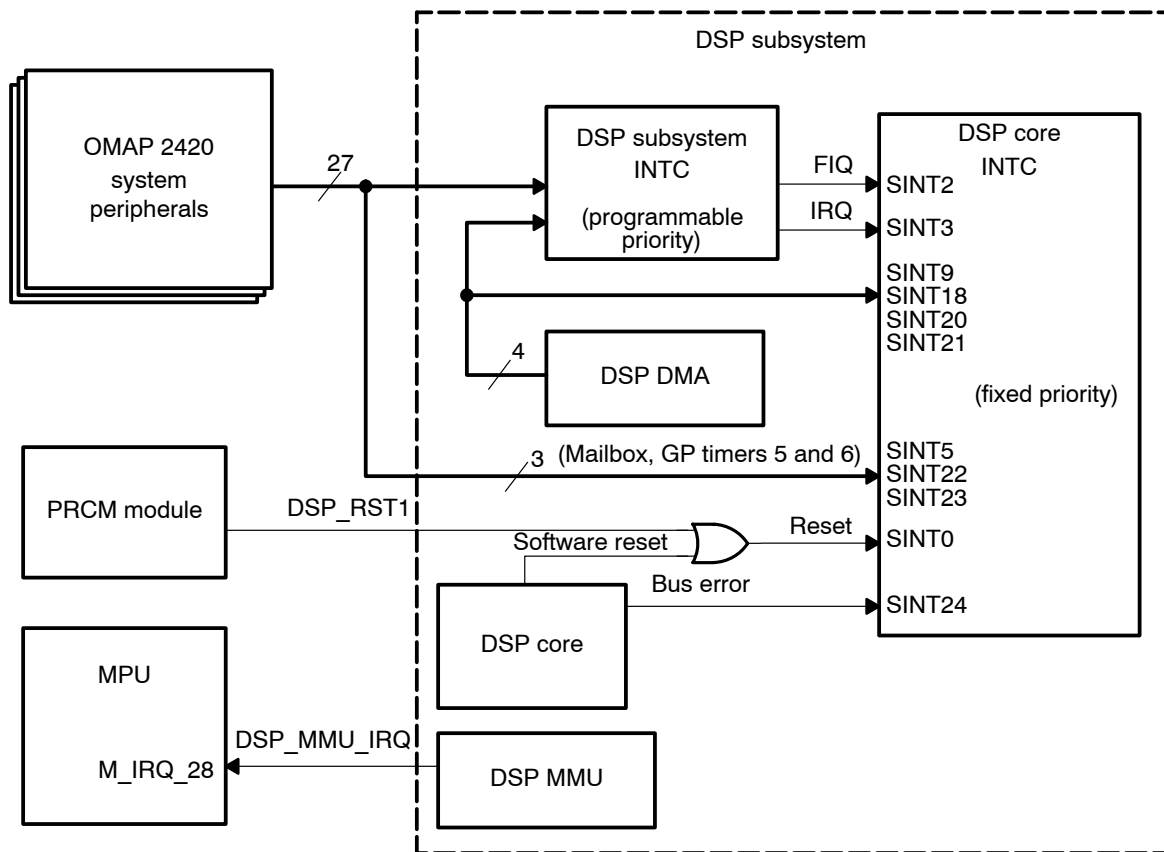 DSP subsystem
OMAP 2420
system
peripherals
27
DSP subsystem
INTC
(programmable
priority)
FIQ
IRQ
DSP core
INTC
SINT2
SINT3
SINT9
SINT18
SINT20
SINT21
(fixed priority)
4
DSP DMA
3
(Mailbox, GP timers 5 and 6)
SINT5
SINT22
SINT23
PRCM module
DSP_RST1
Software reset
Reset
SINT0
Bus error
SINT24
DSP core
MPU
M_IRQ_28
DSP_MMU_IRQ
DSP MMU